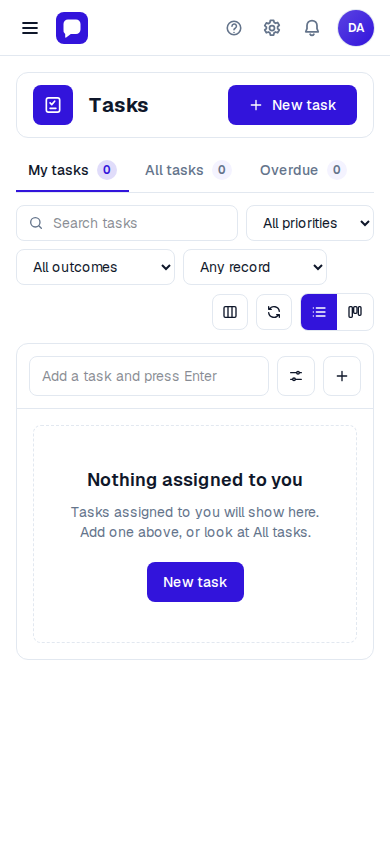 DA
Tasks
+ New task
My tasks 0
All tasks 0
Overdue 0
Search tasks
All priorities
All outcomes
Any record
Add a task and press Enter
Nothing assigned to you
Tasks assigned to you will show here.
Add one above, or look at All tasks.
New task